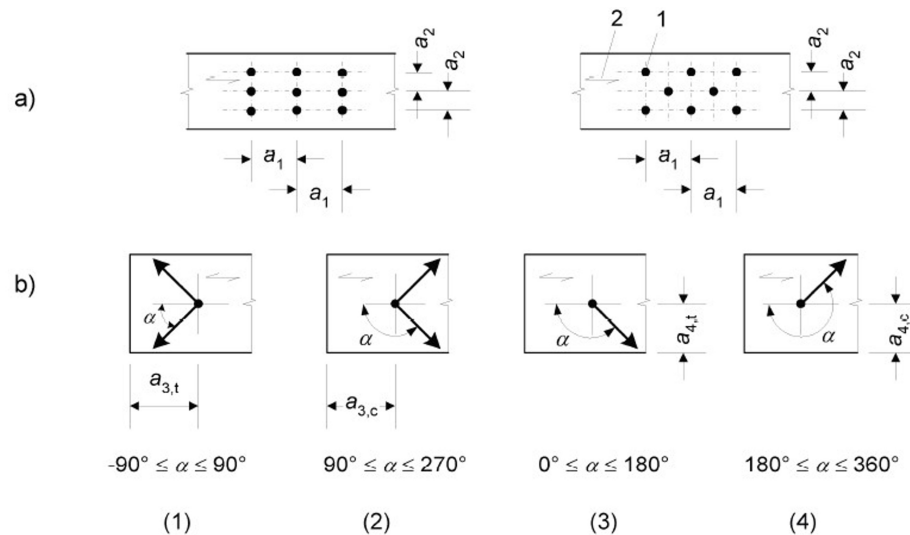 a)
a₂
a₂
a₁
a₁
2
1
a₂
a₂
a₁
a₁
b)
α
a₃,t
α
a₃,c
α
a₄,t
α
a₄,c
-90° ≤ α ≤ 90°
90° ≤ α ≤ 270°
0° ≤ α ≤ 180°
180° ≤ α ≤ 360°
(1)
(2)
(3)
(4)